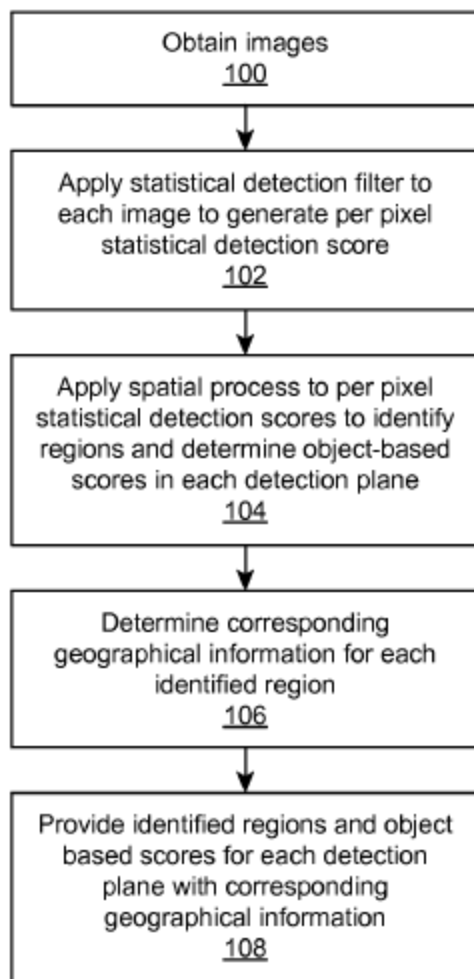 Obtain images
100
Apply statistical detection filter to
each image to generate per pixel
statistical detection score
102
Apply spatial process to per pixel
statistical detection scores to identify
regions and determine object-based
scores in each detection plane
104
Determine corresponding
geographical information for each
identified region
106
Provide identified regions and object
based scores for each detection
plane with corresponding
geographical information
108